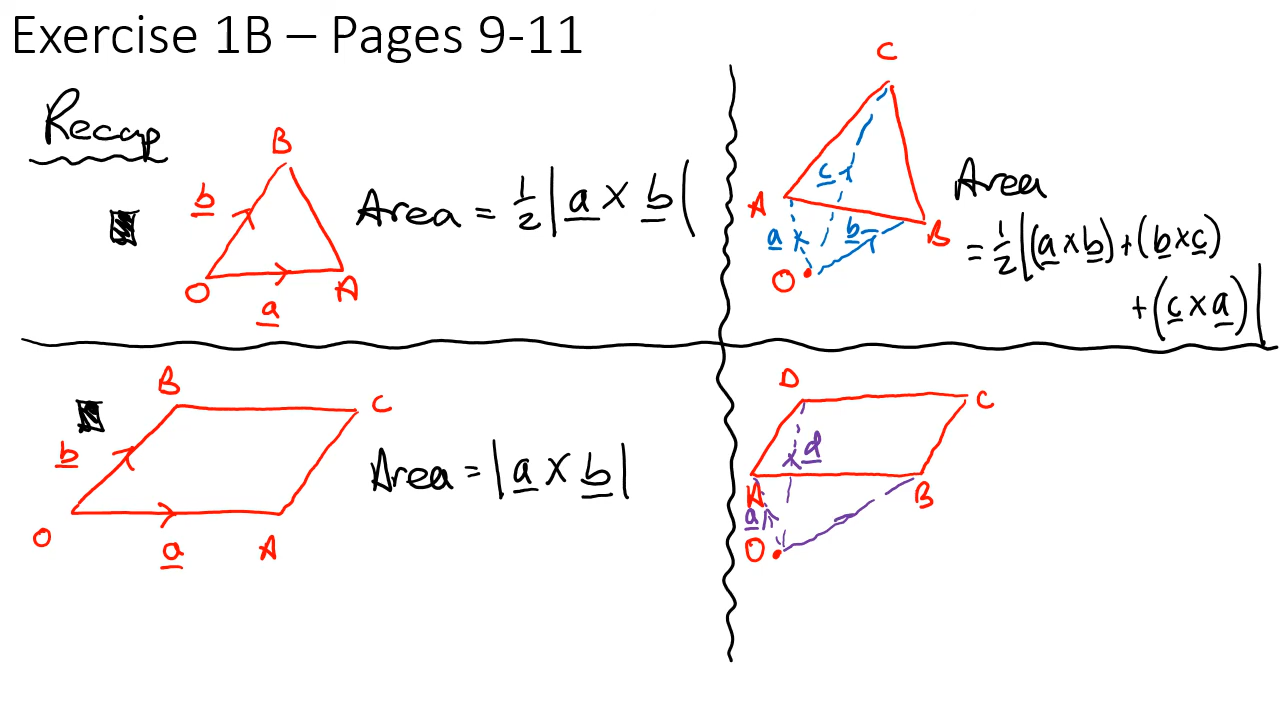 Exercise 1B – Pages 9-11
Recap
B
b
O
a
A
Area = ½|a × b|
C
c
A
a
b
B
O
Area
= ½|(a × b) + (b × c)
+ (c × a)|
B
C
b
O
a
A
Area = |a × b|
D
C
d
A
B
a
O